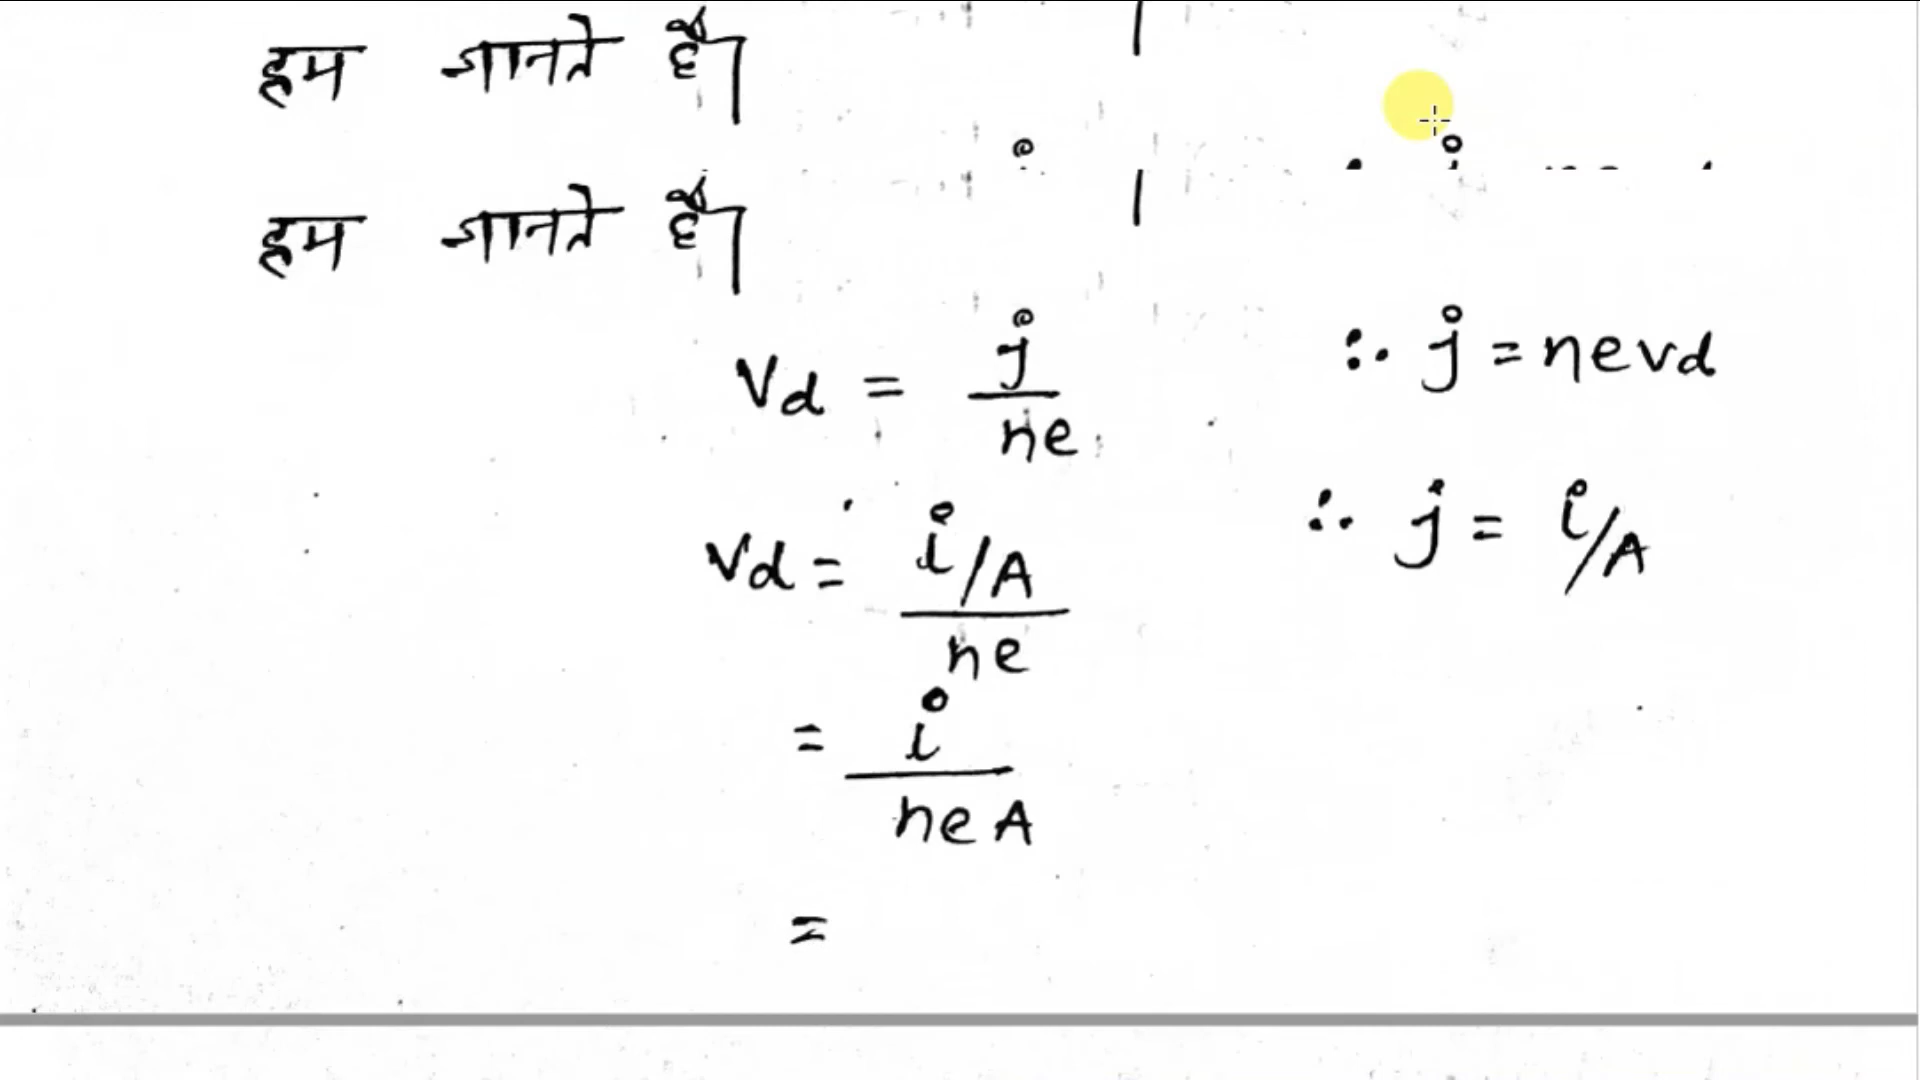 हम जानते है।
हम जानते है।
Vd = j/ne ∴ j = nevd
Vd = i/A/ne ∴ j = i/A
= i/neA
=